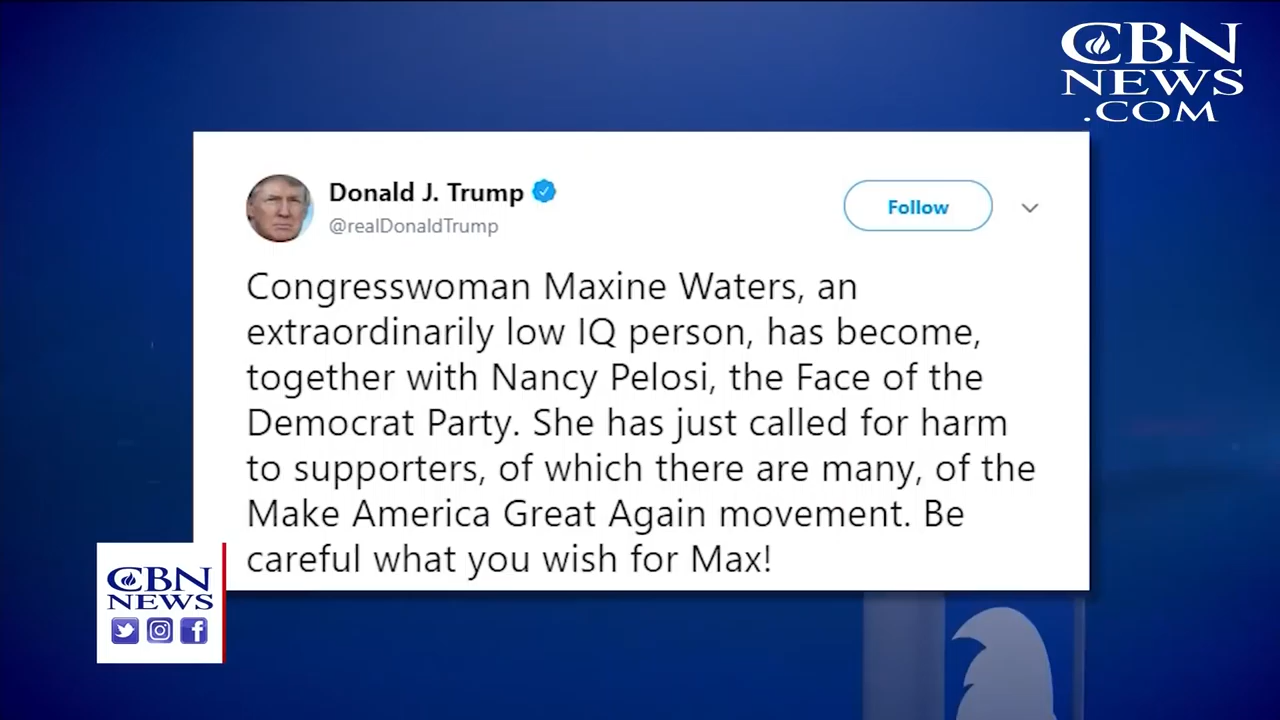 CBN
NEWS
.COM
Donald J. Trump
@realDonaldTrump
Follow
Congresswoman Maxine Waters, an
extraordinarily low IQ person, has become,
together with Nancy Pelosi, the Face of the
Democrat Party. She has just called for harm
to supporters, of which there are many, of the
Make America Great Again movement. Be
careful what you wish for Max!
CBN
NEWS